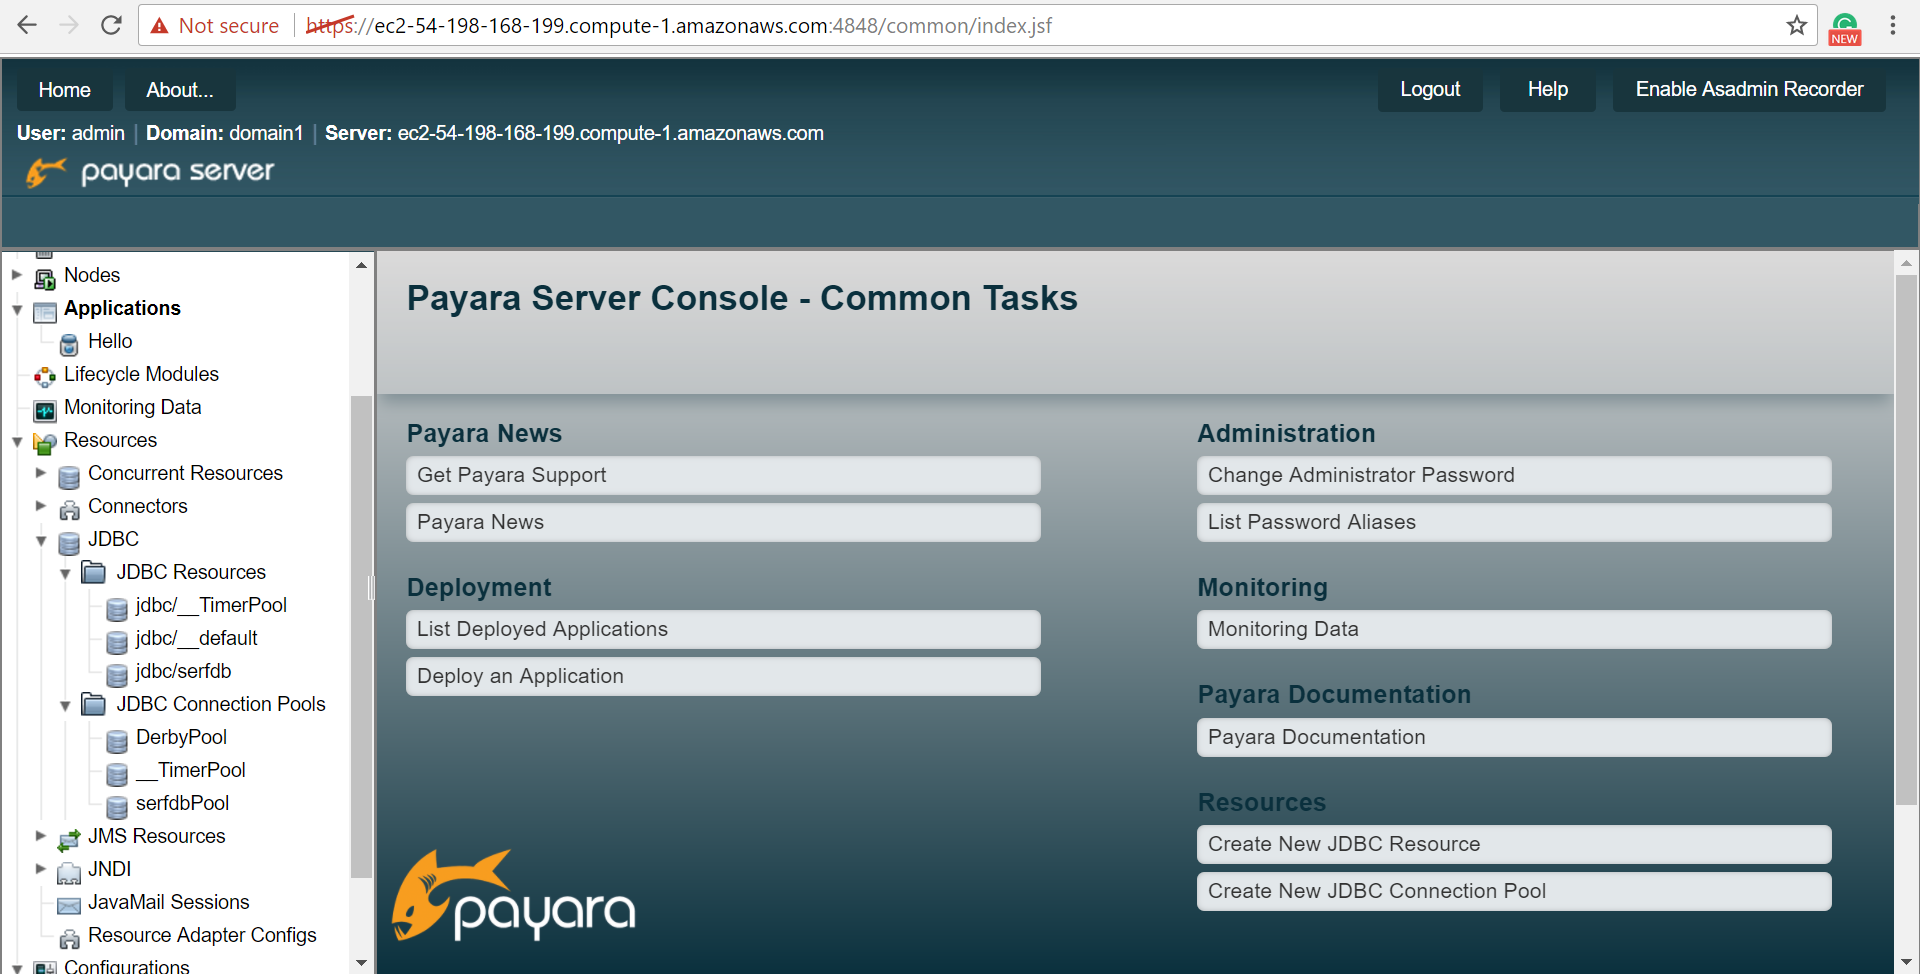 Not secure https://ec2-54-198-168-199.compute-1.amazonaws.com:4848/common/index.jsf
NEW
Home About... Logout Help Enable Asadmin Recorder
User: admin Domain: domain1 Server: ec2-54-198-168-199.compute-1.amazonaws.com
payara server
Nodes
Applications
Hello
Lifecycle Modules
Monitoring Data
Resources
Concurrent Resources
Connectors
JDBC
JDBC Resources
jdbc/__TimerPool
jdbc/__default
jdbc/serfdb
JDBC Connection Pools
DerbyPool
__TimerPool
serfdbPool
JMS Resources
JNDI
JavaMail Sessions
Resource Adapter Configs
Configurations
Payara Server Console - Common Tasks
Payara News
Get Payara Support
Payara News
Deployment
List Deployed Applications
Deploy an Application
payara
Administration
Change Administrator Password
List Password Aliases
Monitoring
Monitoring Data
Payara Documentation
Payara Documentation
Resources
Create New JDBC Resource
Create New JDBC Connection Pool